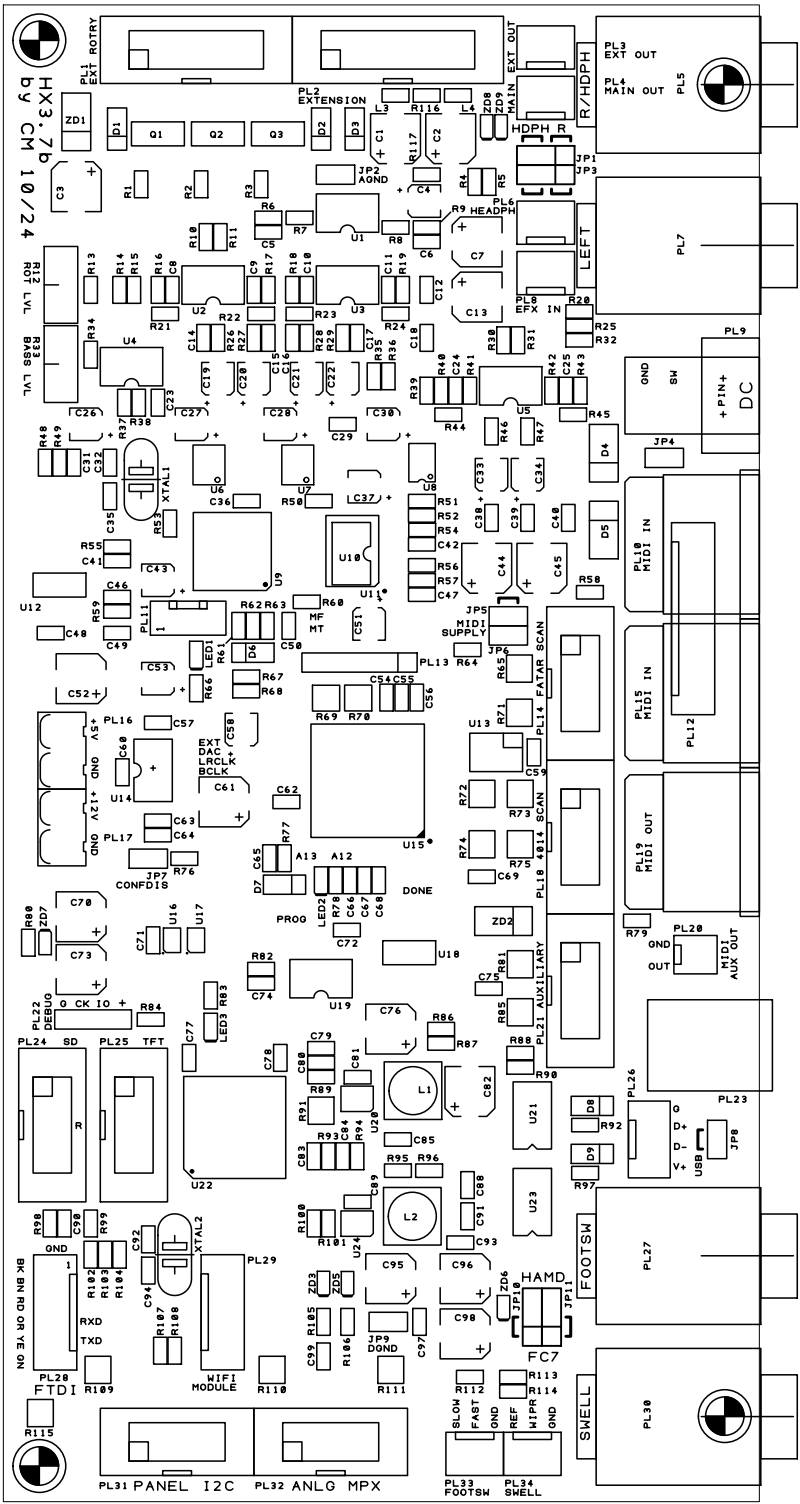 PL1
EXT ROTRY
PL2
EXTENSION
EXT OUT
MAIN
PL3
EXT OUT
PL4
MAIN OUT
PL5
R/HDPH
HX3.7b
by CM 10/24
ZD1
D1
Q1
Q2
Q3
D2
D3
L3
R116
L4
ZD8
ZD9
C1
R117
C2
HDPH R
JP1
JP3
C3
R1
R2
R3
JP2
AGND
C4
R4
R5
PL6
HEADPH
R6
C5
R7
U1
R8
R9
C6
C7
R10
R11
LEFT
PL7
R12
ROT LVL
R13
R14
R15
R16
C8
U2
C9
R17
R18
C10
U3
C11
R19
C12
C13
PL8
EFX IN
R20
R25
R32
R21
R22
R23
R24
R33
BASS LVL
R34
U4
C14
R26
R27
C15
C16
R28
R29
C17
C18
R30
R31
PL9
GND
SW
+PIN+
DC
C19
C20
C21
C22
R35
R36
R39
R40
C24
R41
U5
R42
C25
R43
R37
R38
C23
C26
C27
C28
C29
C30
R44
R45
R46
R47
D4
JP4
R48
R49
C31
C32
XTAL1
U6
U7
U8
C33
C34
C35
C36
R50
C37
R51
R52
R54
C42
C38
C39
C40
D5
PL10
MIDI IN
R53
U9
U10
U11
R55
C41
C43
R56
R57
C47
C44
C45
R58
U12
C46
R59
PL11
1
R60
MF
MT
C51
JP5
MIDI
SUPPLY
JP6
C48
C49
R61
R62
R63
C50
LED1
D6
PL13
R64
R65
PL14 FATAR SCAN
PL15
MIDI IN
PL12
C52
C53
R66
R67
R68
R69
R70
C54
C55
C56
R71
+5V
GND
+12V
GND
PL16
PL17
C57
C58
EXT
DAC
LRCLK
BCLK
C60
U14
C61
C62
U15
U13
C59
R72
R73
PL18 4014 SCAN
C63
C64
JP7
CONFDIS
R76
R77
C65
A13
A12
R74
R75
C69
PL19
MIDI OUT
D7
LED2
R78
C66
C67
C68
DONE
PROG
C70
R80
ZD7
C71
U16
U17
C72
ZD2
R79
PL20
GND
OUT
MIDI
AUX OUT
C73
R82
C74
U18
U19
R81
C75
R85
PL21 AUXILIARY
PL22
DEBUG
G CK IO +
R84
R83
LED3
C76
R86
R87
R88
R90
PL23
PL24
SD
PL25
TFT
C77
C78
C79
C80
R89
C81
L1
C82
R91
U20
U21
D8
R92
PL26
G
D+
D-
V+
USB
JP8
R
U22
C83
R93
C84
R94
C85
R95
R96
D9
R97
C88
C89
L2
C91
U23
R98
C90
R99
C92
XTAL2
R100
R101
U24
C93
FOOTSW
PL27
GND
1
R102
R103
R104
C94
PL29
ZD3
ZD5
C95
C96
ZD6
HAMD
JP10
JP11
FC7
BK BN RD OR YE GN
RXD
TXD
R107
R108
R105
R106
JP9
DGND
C97
C98
C99
PL28
FTDI
R109
WIFI
MODULE
R110
R111
R112
R113
R114
SWELL
PL30
R115
SLOW
FAST
GND
REF
WIPR
GND
PL31 PANEL I2C
PL32 ANLG MPX
PL33
FOOTSW
PL34
SWELL